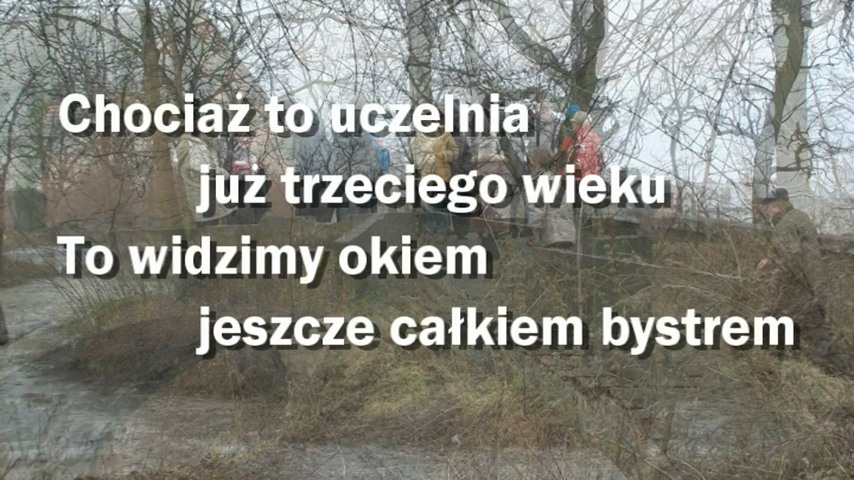 Chociaż to uczelnia
już trzeciego wieku
To widzimy okiem
jeszcze całkiem bystrem